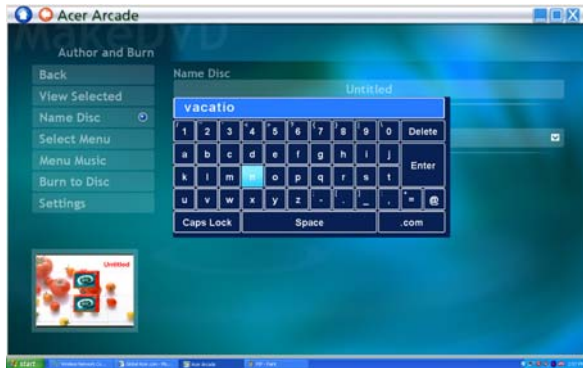 Acer Arcade
MakeDVD
Author and Burn
Back
View Selected
Name Disc
Select Menu
Menu Music
Burn to Disc
Settings
Name Disc
Untitled
vacatio
1 2 3 4 5 6 7 8 9 0 Delete
a b c d e f g h i j
Enter
k l m n o p q r s t
u v w x y z - . _ , = @
Caps Lock Space .com
Untitled
start
Acer Arcade